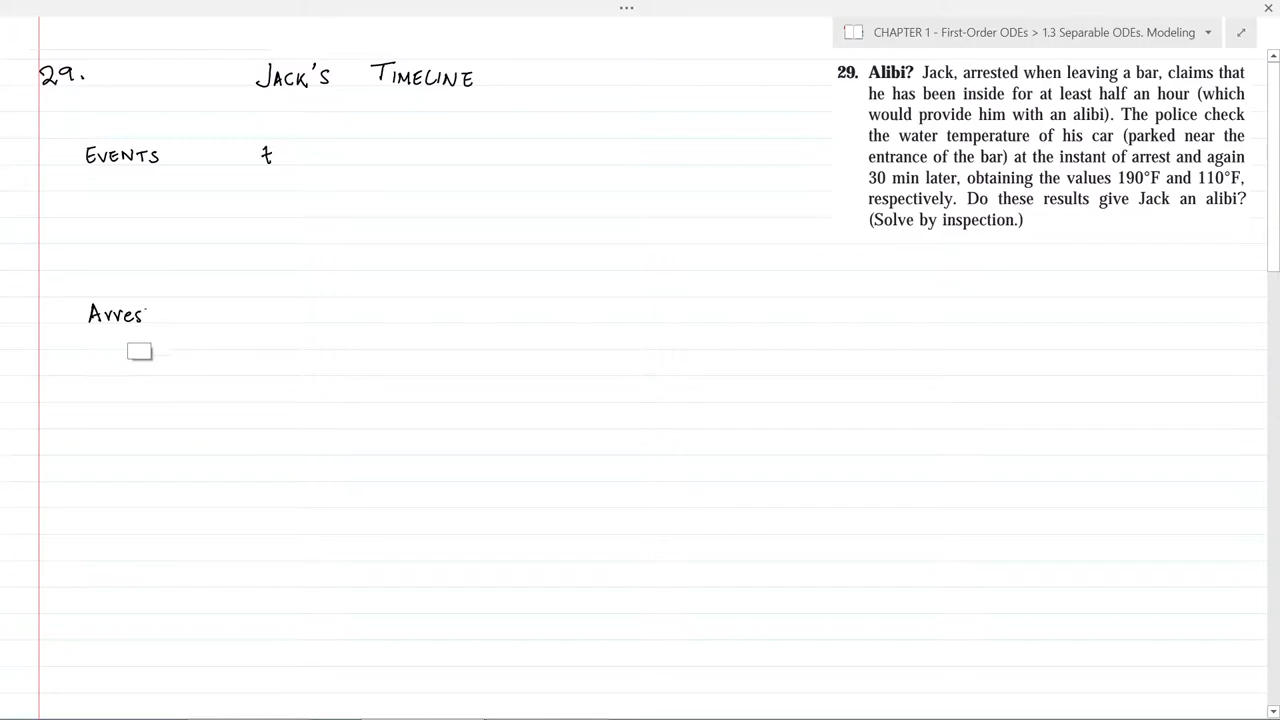 CHAPTER 1 - First-Order ODEs > 1.3 Separable ODEs. Modeling
29. JACK'S TIMELINE
EVENTS t
Arres
29. Alibi? Jack, arrested when leaving a bar, claims that
he has been inside for at least half an hour (which
would provide him with an alibi). The police check
the water temperature of his car (parked near the
entrance of the bar) at the instant of arrest and again
30 min later, obtaining the values 190°F and 110°F,
respectively. Do these results give Jack an alibi?
(Solve by inspection.)